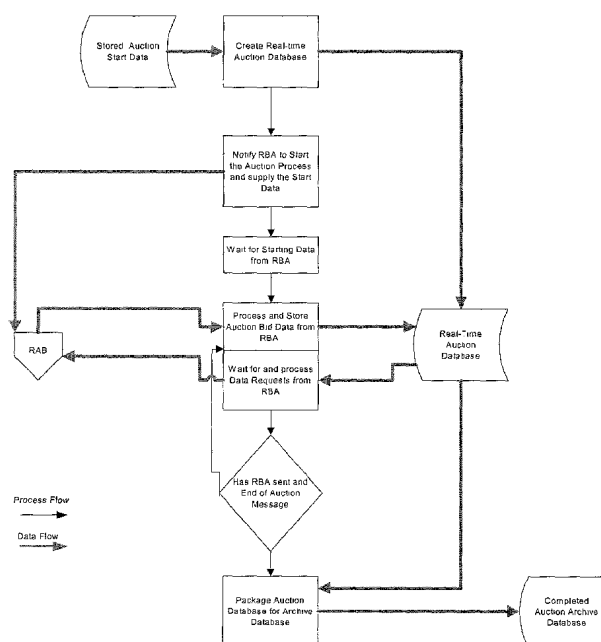 Stored Auction
Start Data
Create Real-time
Auction Database
Notify RBA to Start
the Auction Process
and supply the Start
Data
Wait for Starting Data
from RBA
Process and Store
Auction Bid Data from
RBA
RAB
Real-Time
Auction
Database
Wait for and process
Data Requests from
RBA
Has RBA sent and
End of Auction
Message
Process Flow
Data Flow
Package Auction
Database for Archive
Database
Completed
Auction Archive
Database